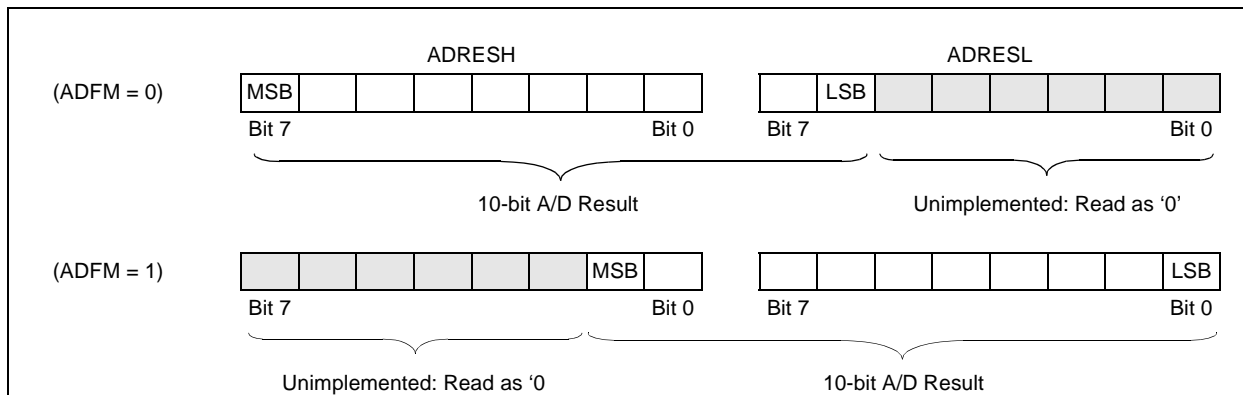 ADRESH ADRESL
(ADFM = 0) MSB LSB
Bit 7 Bit 0 Bit 7 Bit 0
10-bit A/D Result Unimplemented: Read as ‘0’
(ADFM = 1) MSB LSB
Bit 7 Bit 0 Bit 7 Bit 0
Unimplemented: Read as ‘0 10-bit A/D Result